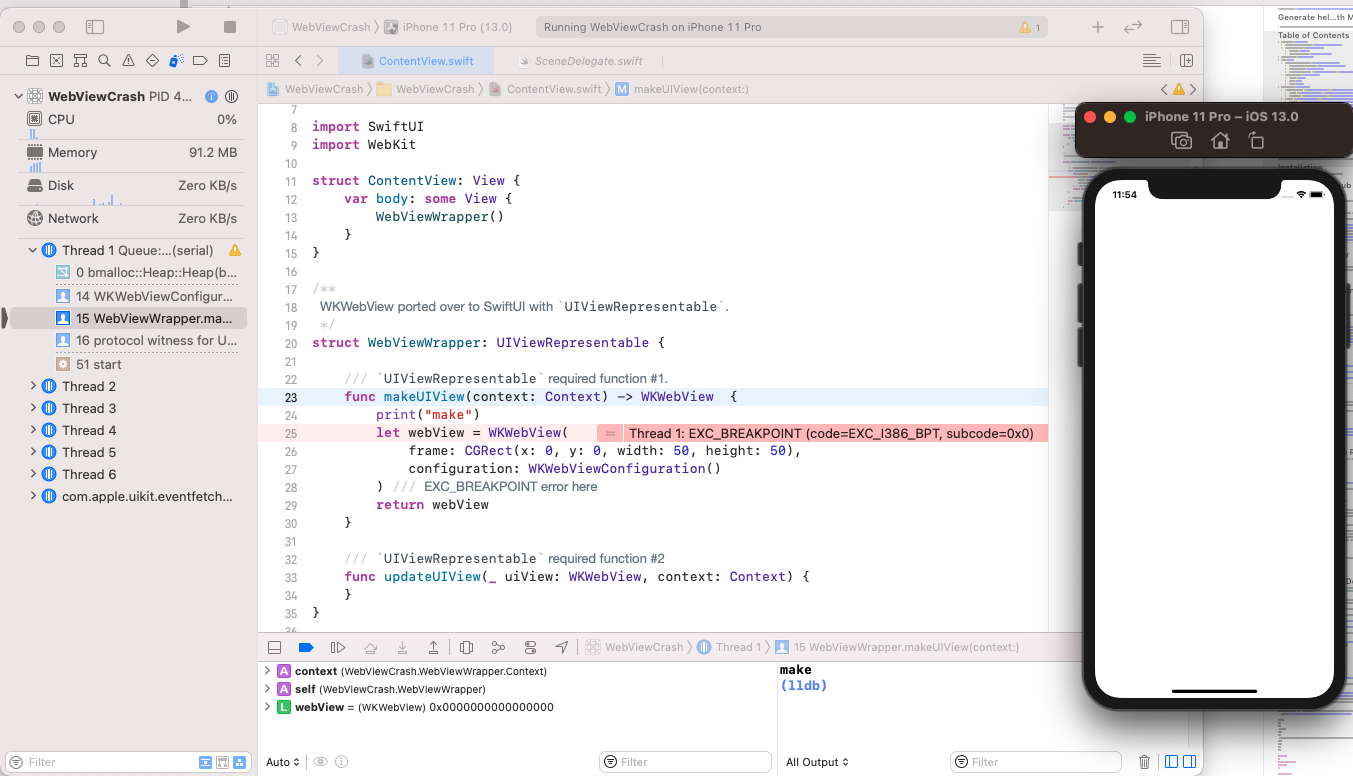 WebViewCrash
iPhone 11 Pro (13.0)
Running WebViewCrash on iPhone 11 Pro
1
ContentView.swift
WebViewCrash
WebViewCrash
makeUIView(context:)
WebViewCrash PID 4...
CPU 0%
Memory 91.2 MB
Disk Zero KB/s
Network Zero KB/s
Thread 1 Queue:...(serial)
0 bmalloc::Heap::Heap(b...
14 WKWebViewConfigur...
15 WebViewWrapper.ma...
16 protocol witness for U...
51 start
Thread 2
Thread 3
Thread 4
Thread 5
Thread 6
com.apple.uikit.eventfetch...
Filter
7
8 import SwiftUI
9 import WebKit
10
11 struct ContentView: View {
12 var body: some View {
13 WebViewWrapper()
14 }
15 }
16
17 /**
18 WKWebView ported over to SwiftUI with `UIViewRepresentable`.
19 */
20 struct WebViewWrapper: UIViewRepresentable {
21
22 /// `UIViewRepresentable` required function #1.
23 func makeUIView(context: Context) -> WKWebView {
24 print("make")
25 let webView = WKWebView( = Thread 1: EXC_BREAKPOINT (code=EXC_I386_BPT, subcode=0x0)
26 frame: CGRect(x: 0, y: 0, width: 50, height: 50),
27 configuration: WKWebViewConfiguration()
28 ) /// EXC_BREAKPOINT error here
29 return webView
30 }
31
32 /// `UIViewRepresentable` required function #2
33 func updateUIView(_ uiView: WKWebView, context: Context) {
34 }
35 }
WebViewCrash
Thread 1
15 WebViewWrapper.makeUIView(context:)
A context (WebViewCrash.WebViewWrapper.Context)
A self (WebViewCrash.WebViewWrapper)
L webView = (WKWebView) 0x0000000000000000
Auto
Filter
make
(lldb)
All Output
Filter
iPhone 11 Pro – iOS 13.0
11:54
Generate hel...th M
Table of Contents